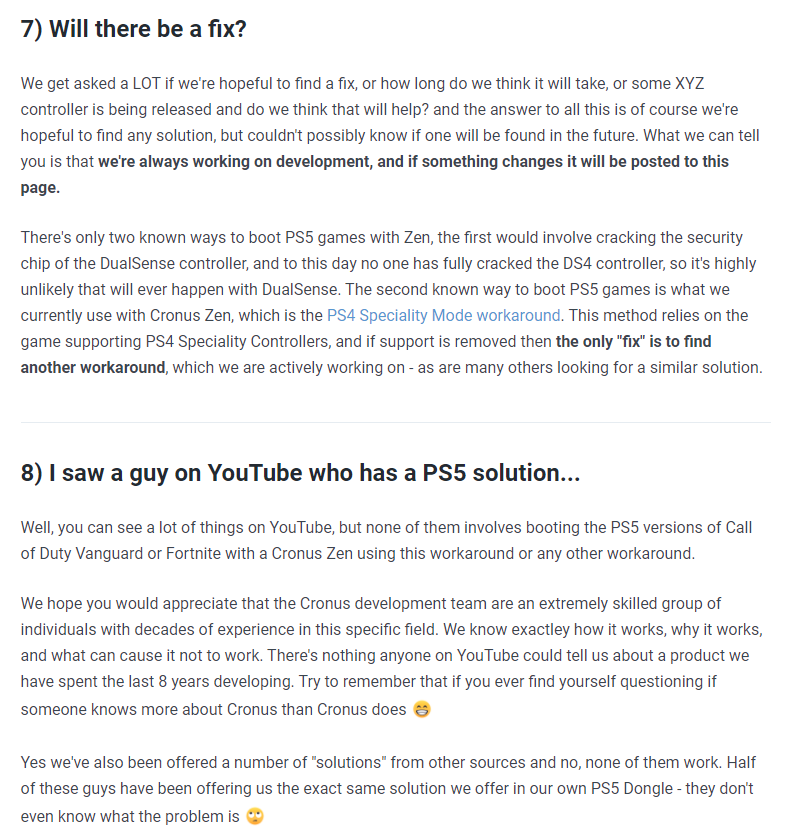 7) Will there be a fix?
We get asked a LOT if we're hopeful to find a fix, or how long do we think it will take, or some XYZ
controller is being released and do we think that will help? and the answer to all this is of course we're
hopeful to find any solution, but couldn't possibly know if one will be found in the future. What we can tell
you is that we're always working on development, and if something changes it will be posted to this
page.
There's only two known ways to boot PS5 games with Zen, the first would involve cracking the security
chip of the DualSense controller, and to this day no one has fully cracked the DS4 controller, so it's highly
unlikely that will ever happen with DualSense. The second known way to boot PS5 games is what we
currently use with Cronus Zen, which is the PS4 Speciality Mode workaround. This method relies on the
game supporting PS4 Speciality Controllers, and if support is removed then the only "fix" is to find
another workaround, which we are actively working on - as are many others looking for a similar solution.
8) I saw a guy on YouTube who has a PS5 solution...
Well, you can see a lot of things on YouTube, but none of them involves booting the PS5 versions of Call
of Duty Vanguard or Fortnite with a Cronus Zen using this workaround or any other workaround.
We hope you would appreciate that the Cronus development team are an extremely skilled group of
individuals with decades of experience in this specific field. We know exactley how it works, why it works,
and what can cause it not to work. There's nothing anyone on YouTube could tell us about a product we
have spent the last 8 years developing. Try to remember that if you ever find yourself questioning if
someone knows more about Cronus than Cronus does 😁
Yes we've also been offered a number of "solutions" from other sources and no, none of them work. Half
of these guys have been offering us the exact same solution we offer in our own PS5 Dongle - they don't
even know what the problem is 🙄